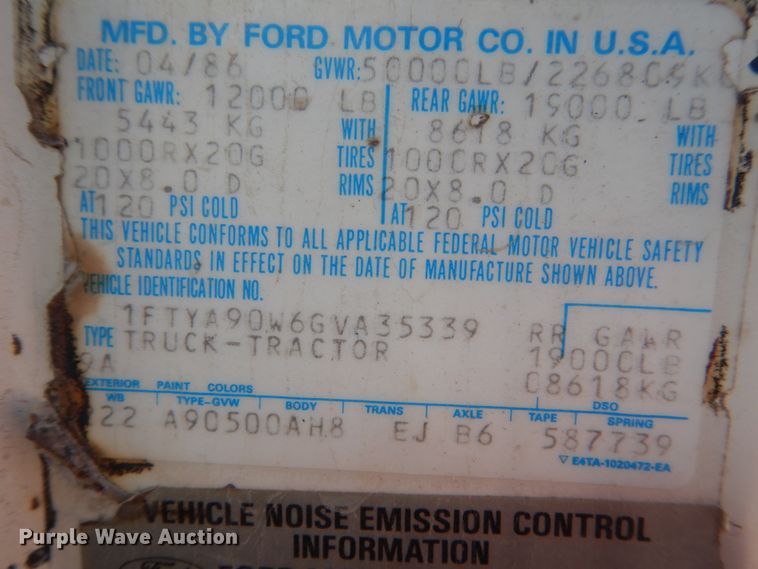 MFD. BY FORD MOTOR CO. IN U.S.A.
DATE: 04/86 GVWR: 50000LB/226809K
FRONT GAWR: 12000 LB REAR GAWR: 19000 LB
5443 KG WITH 8618 KG WITH
1000RX20G TIRES 1000RX20G TIRES
20X8.0 D RIMS 20X8.0 D RIMS
AT 120 PSI COLD AT 120 PSI COLD
THIS VEHICLE CONFORMS TO ALL APPLICABLE FEDERAL MOTOR VEHICLE SAFETY
STANDARDS IN EFFECT ON THE DATE OF MANUFACTURE SHOWN ABOVE.
VEHICLE IDENTIFICATION NO.
1FTYA90W6GVA35339 RR GAWR
TYPE TRUCK-TRACTOR 19000LB
9A 08618KG
EXTERIOR PAINT COLORS DSO
WB TYPE-GVW BODY TRANS AXLE TAPE SPRING
122 A90500AH8 EJ B6 587739
▽ E4TA-1020472-EA
VEHICLE NOISE EMISSION CONTROL
INFORMATION
Purple Wave Auction